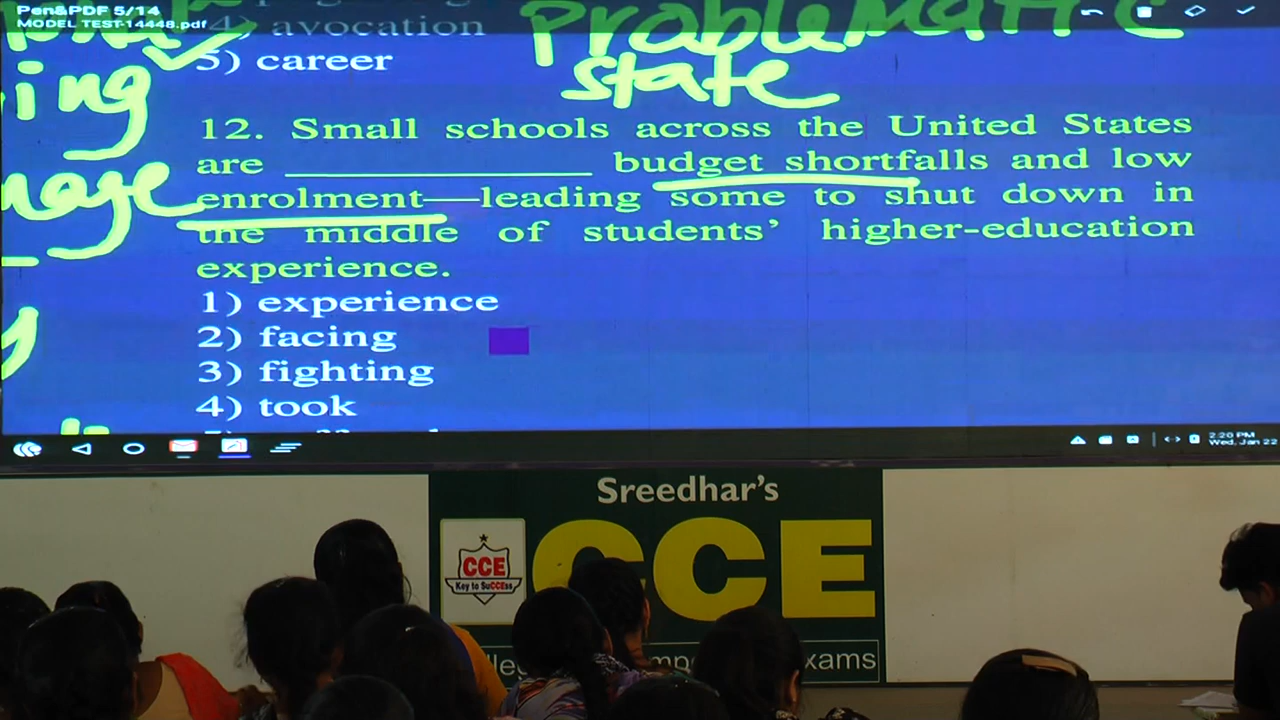 Pen&PDF 5/14
MODEL TEST-14448.pdf
4) avocation
Problematic
5) career
state
ing
12. Small schools across the United States
are ____________ budget shortfalls and low
enrolment—leading some to shut down in
the middle of students' higher-education
experience.
1) experience
2) facing
3) fighting
4) took
2:20 PM
Wed, Jan 22
Sreedhar's
CCE
CCE
Key to SuCCEss
xams